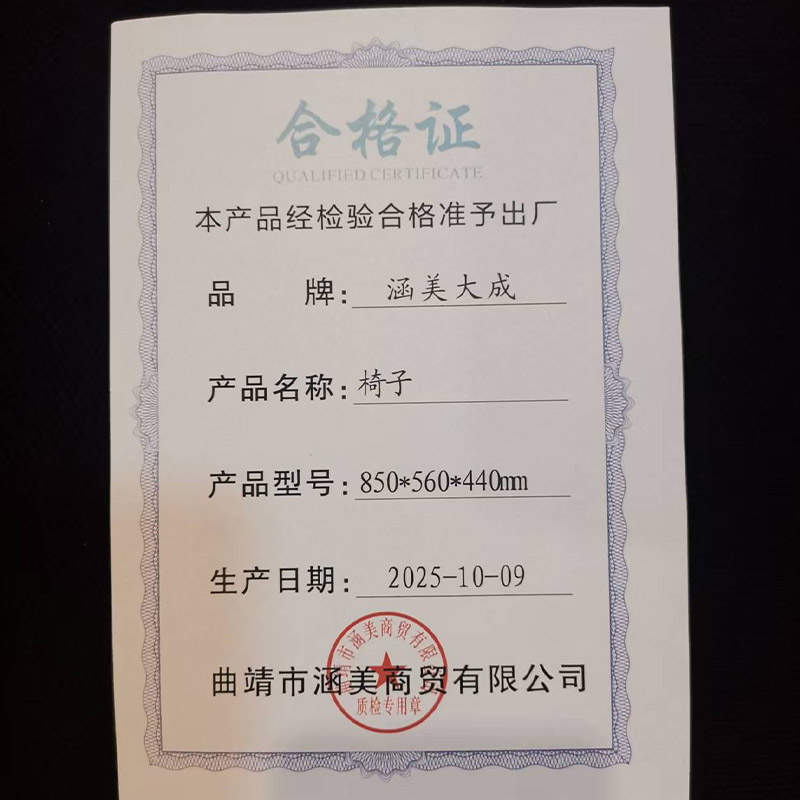 合格证
QUALIFIED CERTIFICATE
本产品经检验合格准予出厂
品 牌: 涵美大成
产品名称: 椅子
产品型号: 850*560*440mm
生产日期: 2025-10-09
曲靖市涵美商贸有限公司
质检专用章